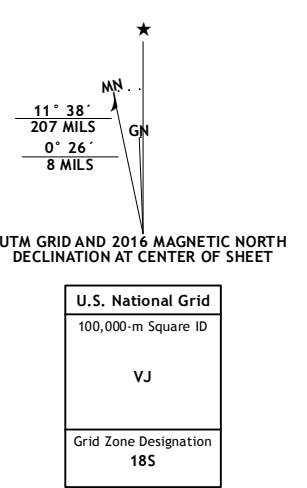 MN
11° 38´
207 MILS
GN
0° 26´
8 MILS
UTM GRID AND 2016 MAGNETIC NORTH
DECLINATION AT CENTER OF SHEET
U.S. National Grid
100,000-m Square ID
VJ
Grid Zone Designation
18S